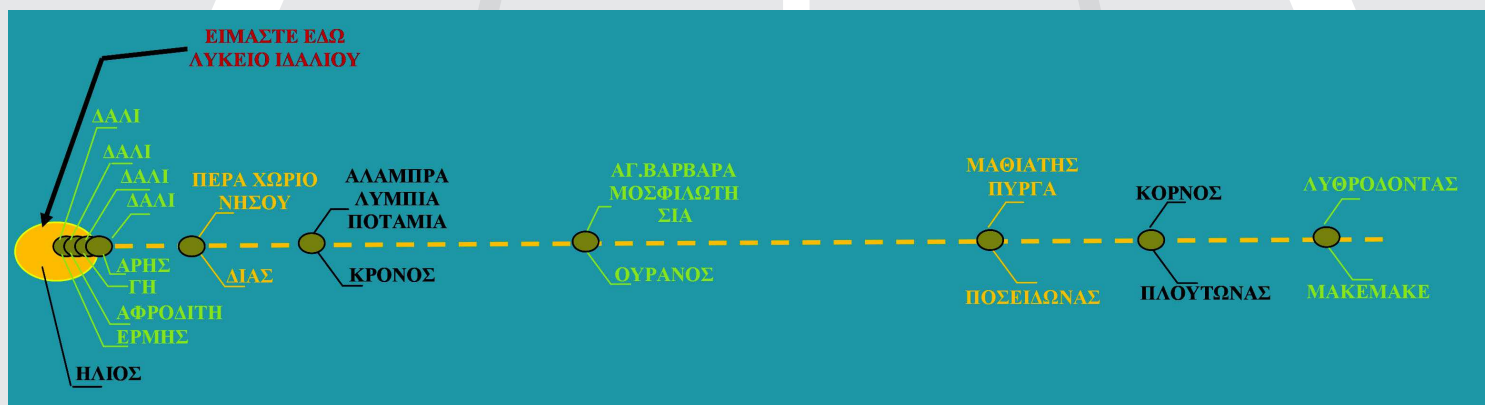 ΕΙΜΑΣΤΕ ΕΔΩ
ΛΥΚΕΙΟ ΙΔΑΛΙΟΥ
ΔΑΛΙ
ΔΑΛΙ
ΔΑΛΙ
ΔΑΛΙ
ΠΕΡΑ ΧΩΡΙΟ
ΝΗΣΟΥ
ΑΛΑΜΠΡΑ
ΛΥΜΠΙΑ
ΠΟΤΑΜΙΑ
ΑΓ.ΒΑΡΒΑΡΑ
ΜΟΣΦΙΛΩΤΗ
ΣΙΑ
ΜΑΘΙΑΤΗΣ
ΠΥΡΓΑ
ΚΟΡΝΟΣ
ΛΥΘΡΟΔΟΝΤΑΣ
ΑΡΗΣ
ΓΗ
ΑΦΡΟΔΙΤΗ
ΕΡΜΗΣ
ΗΛΙΟΣ
ΔΙΑΣ
ΚΡΟΝΟΣ
ΟΥΡΑΝΟΣ
ΠΟΣΕΙΔΩΝΑΣ
ΠΛΟΥΤΩΝΑΣ
ΜΑΚΕΜΑΚΕ